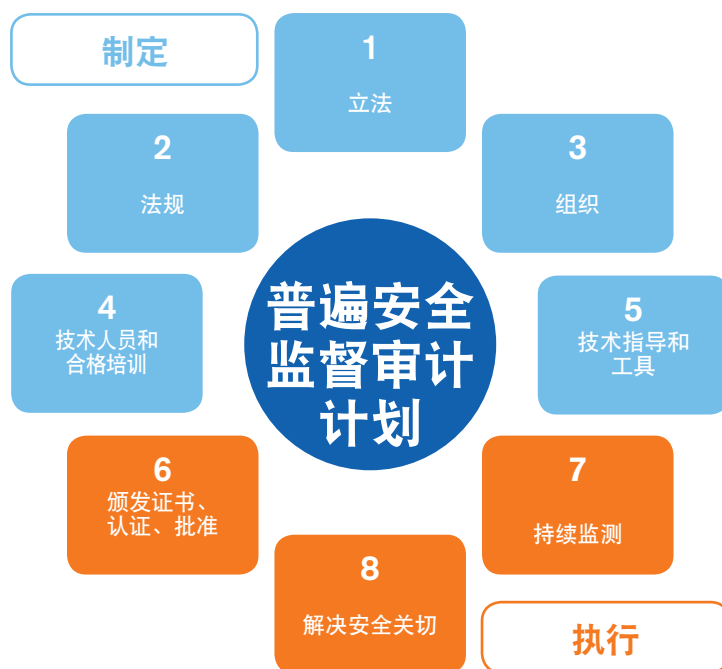 制定
1
立法
2
法规
3
组织
普遍安全
监督审计
计划
4
技术人员和
合格培训
5
技术指导和
工具
6
颁发证书、
认证、批准
7
持续监测
8
解决安全关切
执行